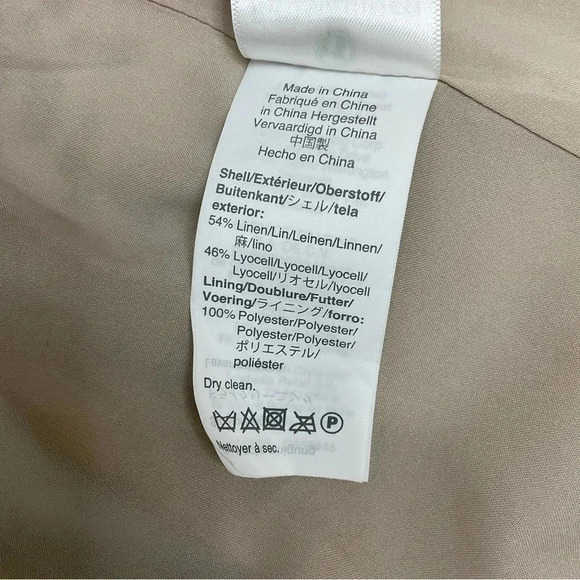 Made in China
Fabriqué en Chine
in China Hergestellt
Vervaardigd in China
中国製
Hecho en China
Shell/Extérieur/Oberstoff/
Buitenkant/シェル/tela
exterior:
54% Linen/Lin/Leinen/Linnen/
麻/lino
46% Lyocell/Lyocell/Lyocell/
Lyocell/リオセル/lyocell
Lining/Doublure/Futter/
Voering/ライニング/forro:
100% Polyester/Polyester/
Polyester/Polyester/
ポリエステル/
poliéster
Dry clean.
P
Nettoyer à sec.